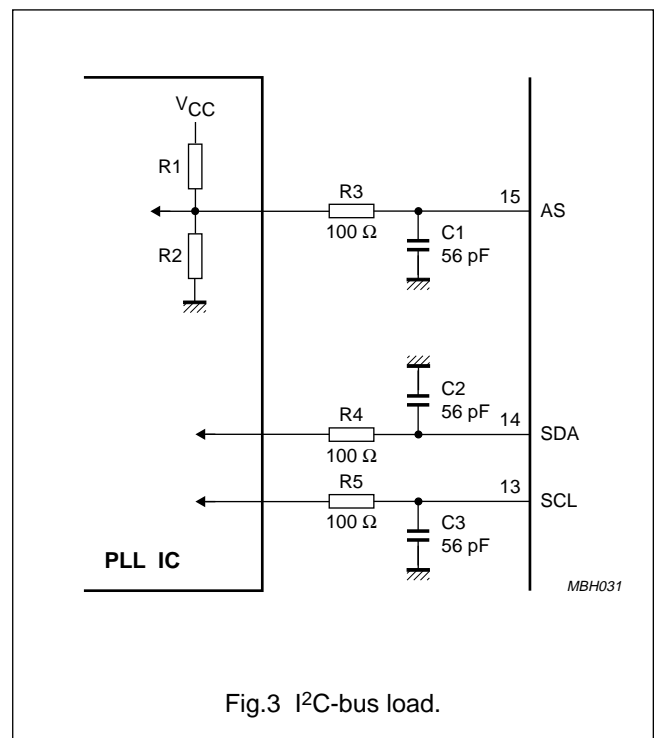 VCC
R1
R3
15
AS
100 Ω
C1
56 pF
R2
C2
56 pF
R4
14
SDA
100 Ω
R5
13
SCL
100 Ω
C3
56 pF
PLL IC
MBH031
Fig.3 I²C-bus load.